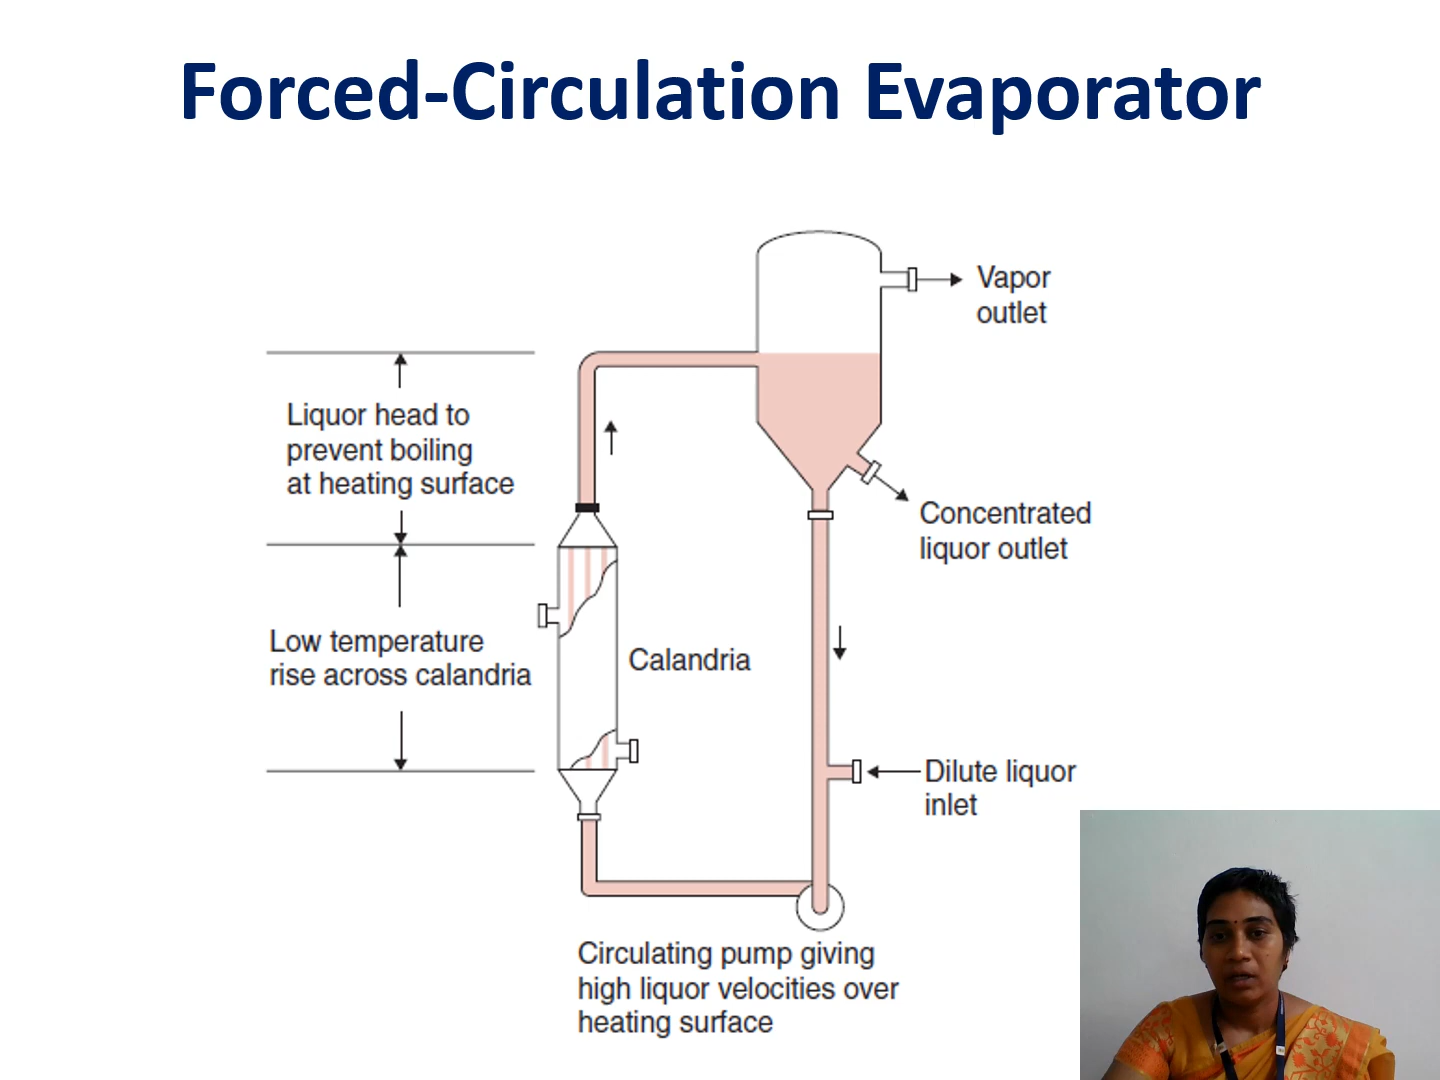 Forced-Circulation Evaporator
Vapor
outlet
Liquor head to
prevent boiling
at heating surface
Concentrated
liquor outlet
Low temperature
rise across calandria
Calandria
Dilute liquor
inlet
Circulating pump giving
high liquor velocities over
heating surface